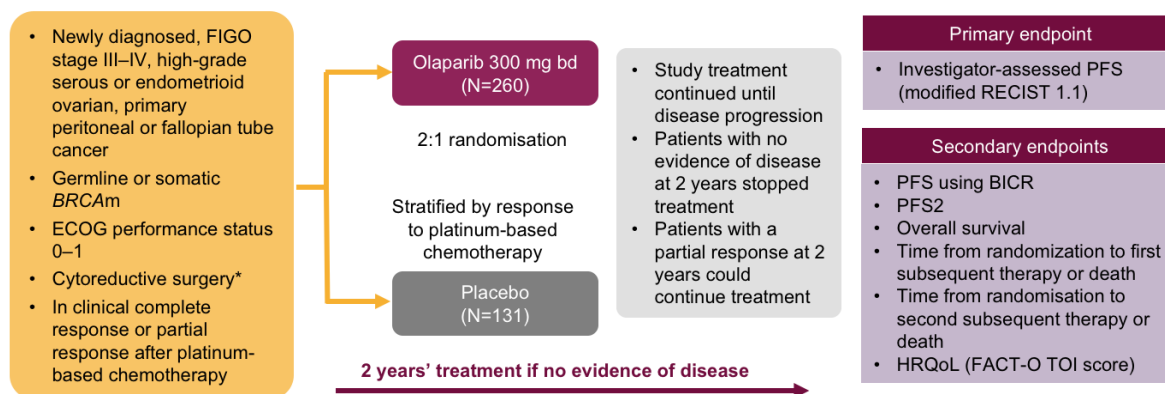 • Newly diagnosed, FIGO
stage III–IV, high-grade
serous or endometrioid
ovarian, primary
peritoneal or fallopian tube
cancer
• Germline or somatic
BRCAm
• ECOG performance status
0–1
• Cytoreductive surgery*
• In clinical complete
response or partial
response after platinum-
based chemotherapy
Olaparib 300 mg bd
(N=260)
2:1 randomisation
Stratified by response
to platinum-based
chemotherapy
Placebo
(N=131)
• Study treatment
continued until
disease progression
• Patients with no
evidence of disease
at 2 years stopped
treatment
• Patients with a
partial response at 2
years could
continue treatment
2 years’ treatment if no evidence of disease
Primary endpoint
• Investigator-assessed PFS
(modified RECIST 1.1)
Secondary endpoints
• PFS using BICR
• PFS2
• Overall survival
• Time from randomization to first
subsequent therapy or death
• Time from randomisation to
second subsequent therapy or
death
• HRQoL (FACT-O TOI score)